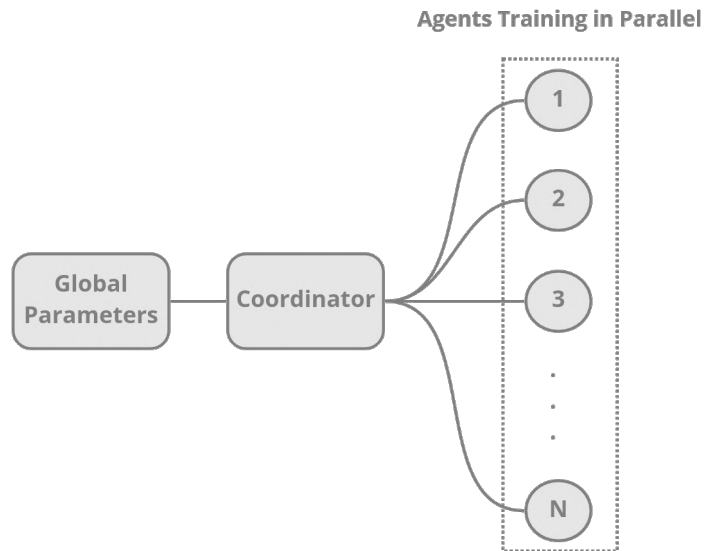 Agents Training in Parallel
1
2
Global
Parameters
Coordinator
3
.
.
.
N